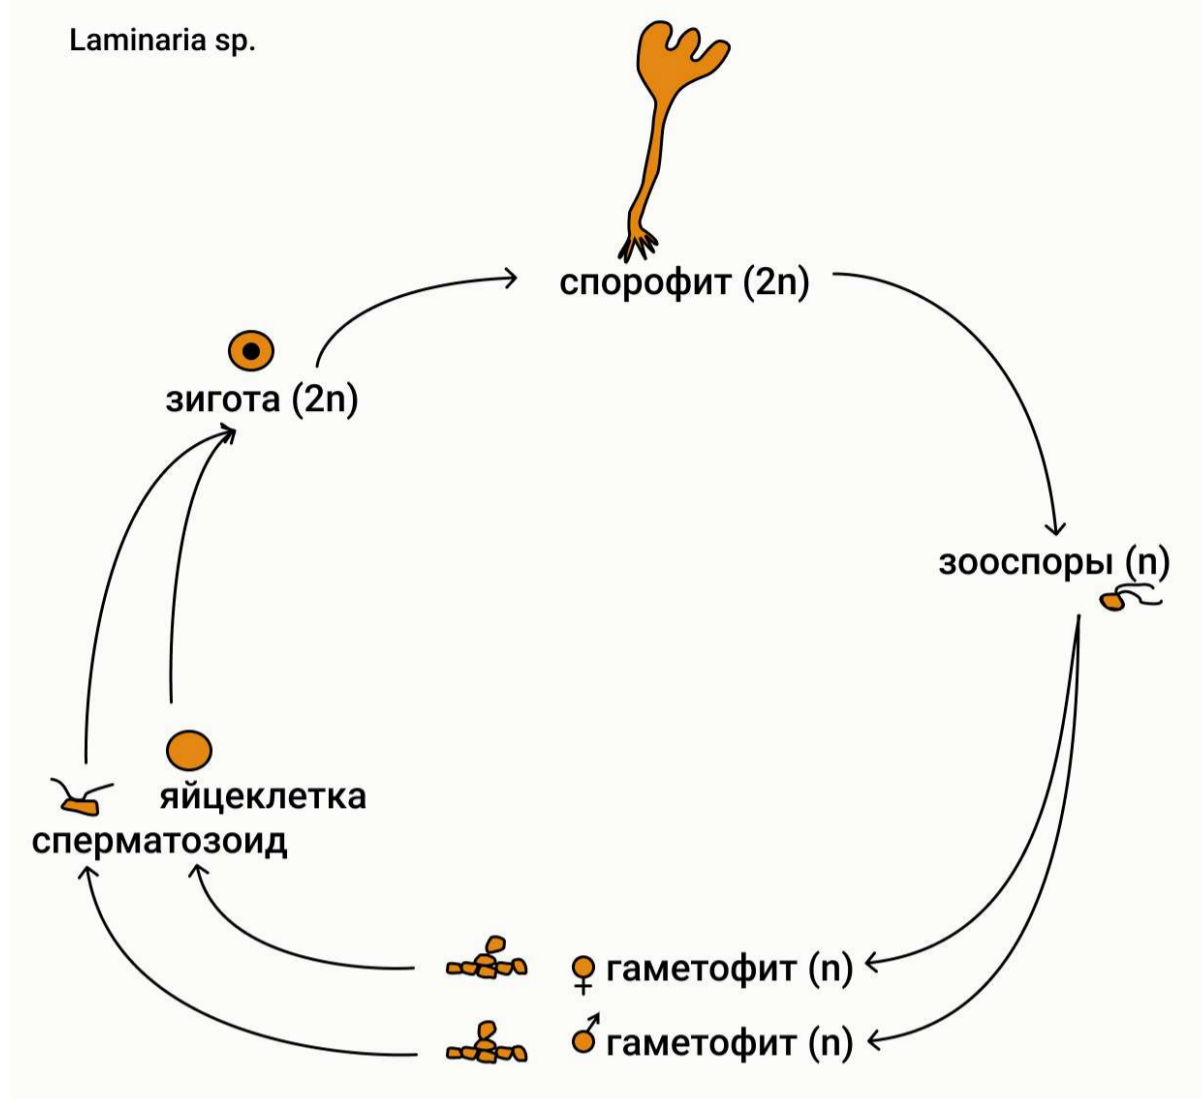 Laminaria sp.
спорофит (2n)
зигота (2n)
зооспоры (n)
яйцеклетка
сперматозоид
♀ гаметофит (n)
♂ гаметофит (n)